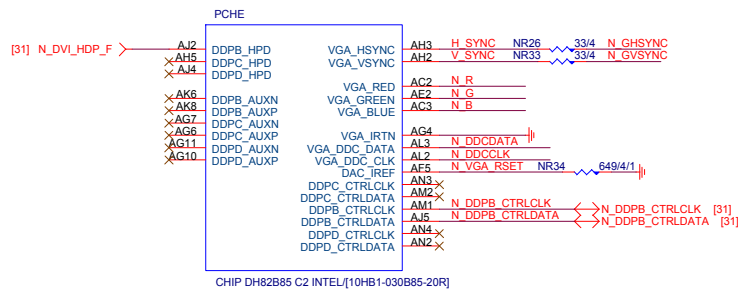 PCHE
[31] N_DVI_HDP_F AJ2 DDPB_HPD VGA_HSYNC AH3 H_SYNC NR26 33/4 N_GHSYNC
AH5 DDPC_HPD VGA_VSYNC AH2 V_SYNC NR33 33/4 N_GVSYNC
AJ4 DDPD_HPD
VGA_RED AC2 N_R
AK6 DDPB_AUXN VGA_GREEN AE2 N_G
AK8 DDPB_AUXP VGA_BLUE AC3 N_B
AG7 DDPC_AUXN
AG6 DDPC_AUXP VGA_IRTN AG4
AG11 DDPD_AUXN VGA_DDC_DATA AL3 N_DDCDATA
AG10 DDPD_AUXP VGA_DDC_CLK AL2 N_DDCCLK
DAC_IREF AF5 N_VGA_RSET NR34 649/4/1
DDPC_CTRLCLK AN3
DDPC_CTRLDATA AM2
DDPB_CTRLCLK AM1 N_DDPB_CTRLCLK N_DDPB_CTRLCLK [31]
DDPB_CTRLDATA AJ5 N_DDPB_CTRLDATA N_DDPB_CTRLDATA [31]
DDPD_CTRLCLK AN4
DDPD_CTRLDATA AN2
CHIP DH82B85 C2 INTEL/[10HB1-030B85-20R]